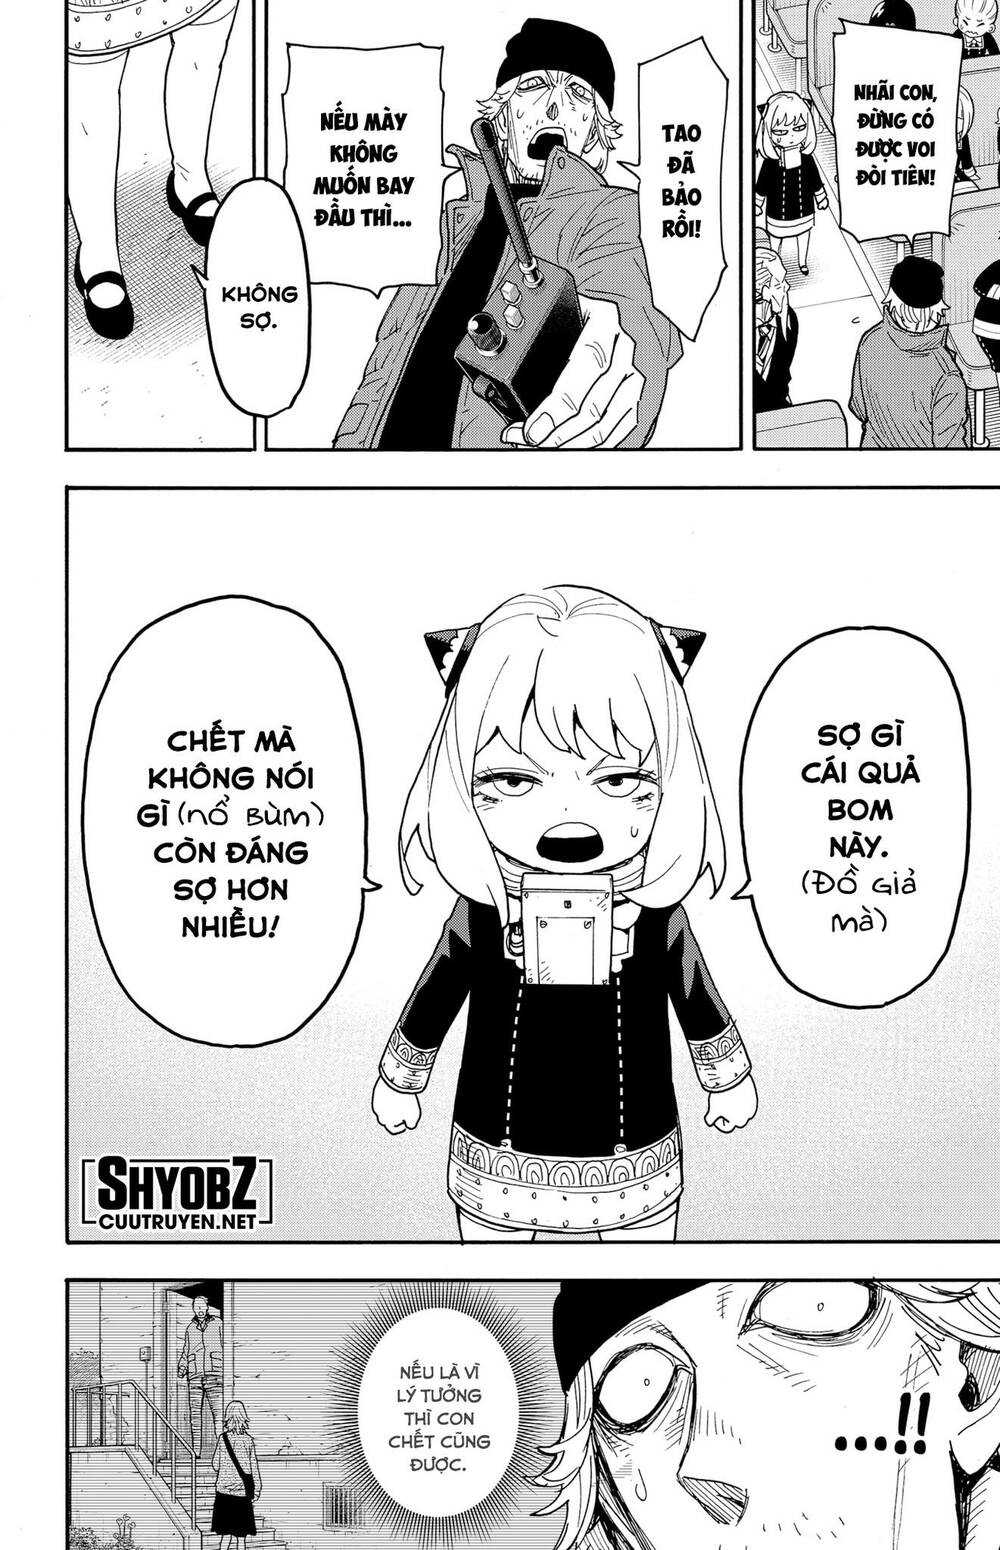 NHÃI CON,
ĐỪNG CÓ
ĐƯỢC VOI
ĐÒI TIÊN!
TAO
ĐÃ
BẢO
RỒI!
NẾU MÀY
KHÔNG
MUỐN BAY
ĐẦU THÌ...
KHÔNG
SỢ.
SỢ GÌ
CÁI QUẢ
BOM
NÀY.
(ĐỒ GIẢ
MÀ)
CHẾT MÀ
KHÔNG NÓI
GÌ (NỔ BÙM)
CÒN ĐÁNG
SỢ HƠN
NHIỀU!
SHYOBZ
CUUTRUYEN.NET
....!!
NẾU LÀ VÌ
LÝ TƯỞNG
THÌ CON
CHẾT CŨNG
ĐƯỢC.